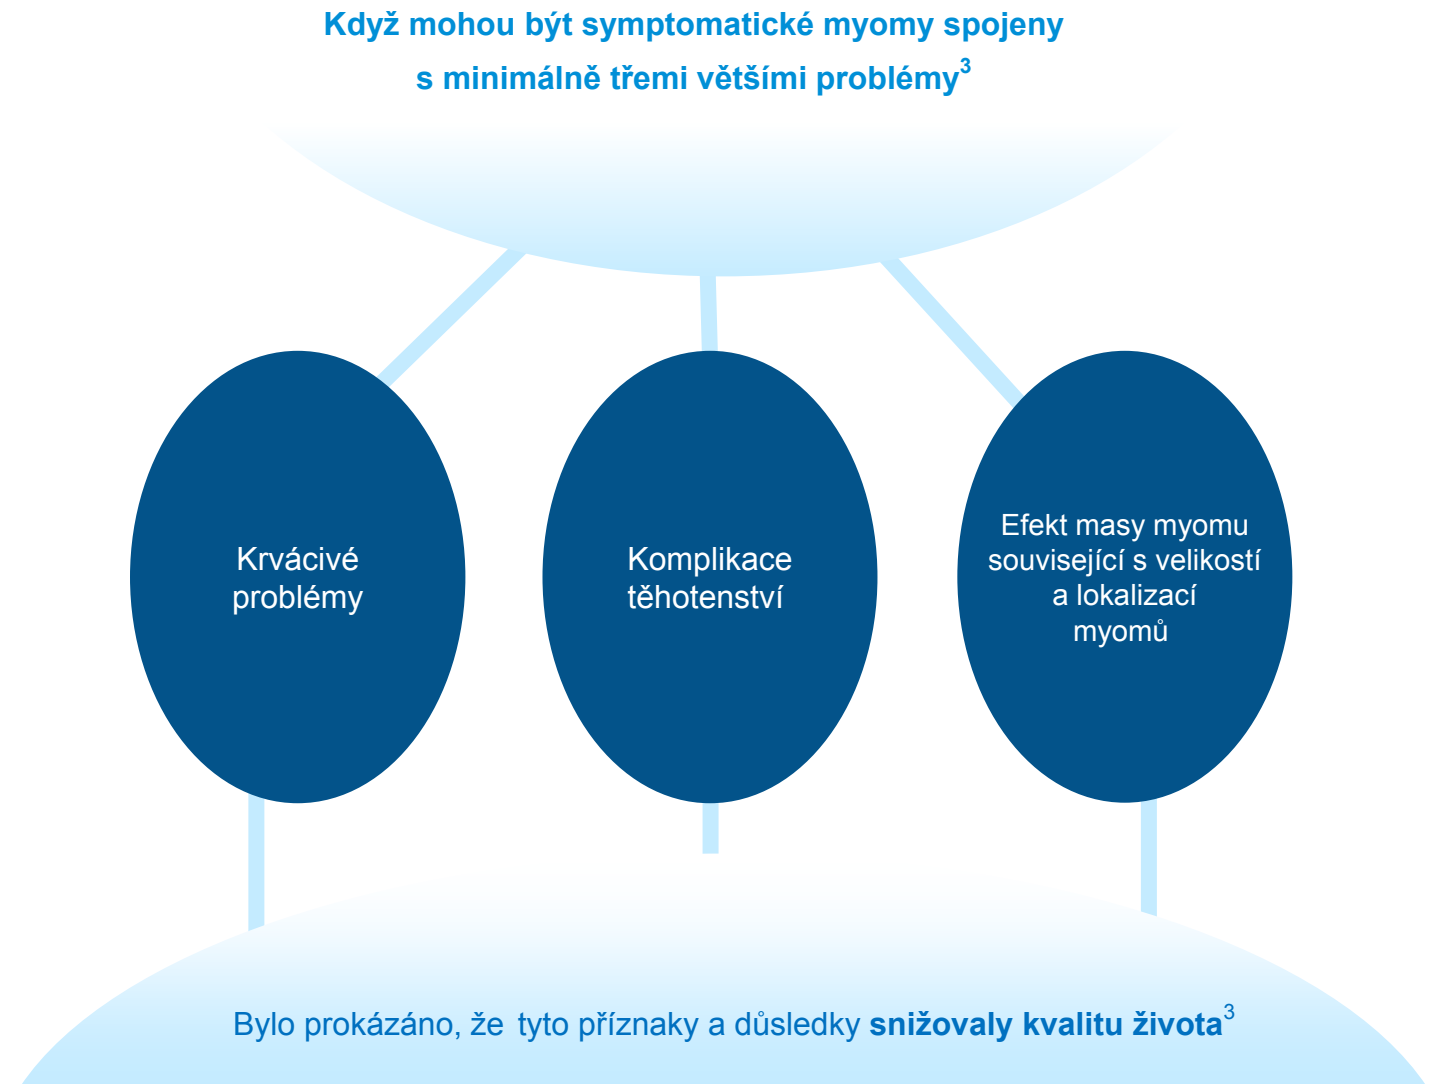 Když mohou být symptomatické myomy spojeny
s minimálně třemi většími problémy³
Krvácivé
problémy
Komplikace
těhotenství
Efekt masy myomu
související s velikostí
a lokalizací
myomů
Bylo prokázáno, že tyto příznaky a důsledky snižovaly kvalitu života³